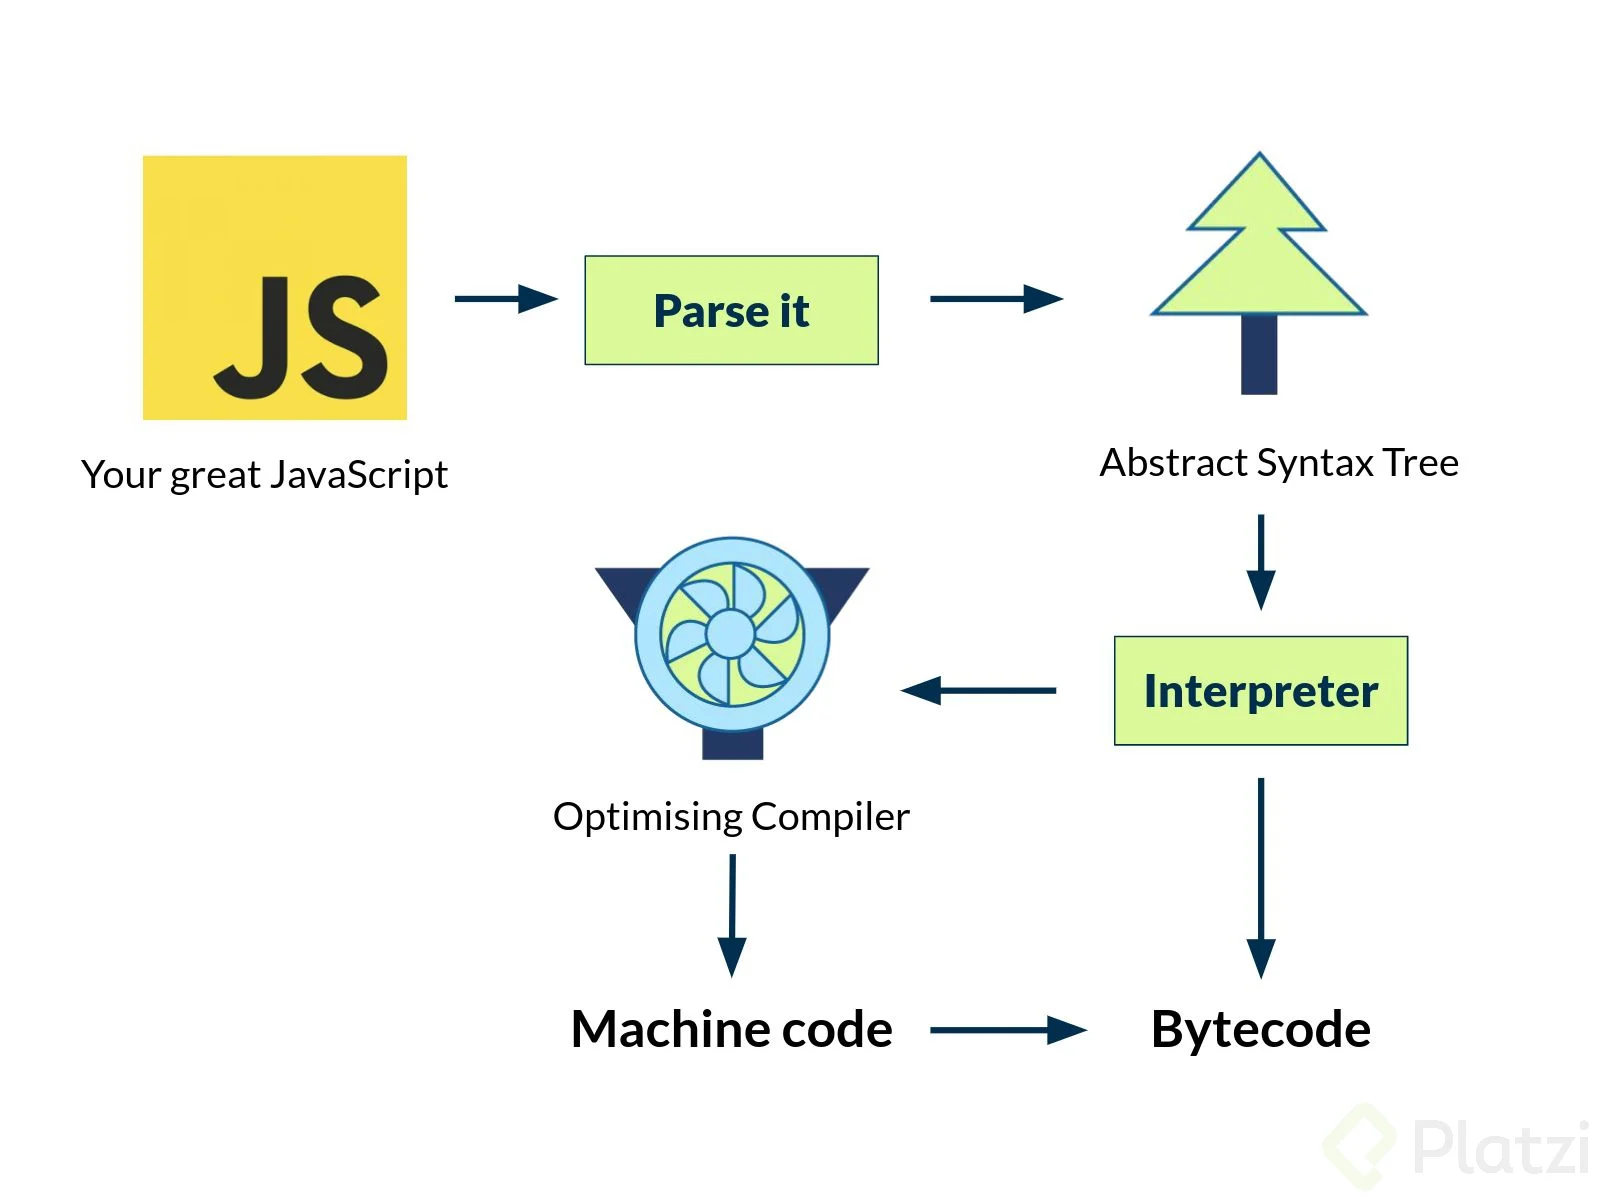 JS
Your great JavaScript
Parse it
Abstract Syntax Tree
Interpreter
Optimising Compiler
Machine code
Bytecode
Platzi